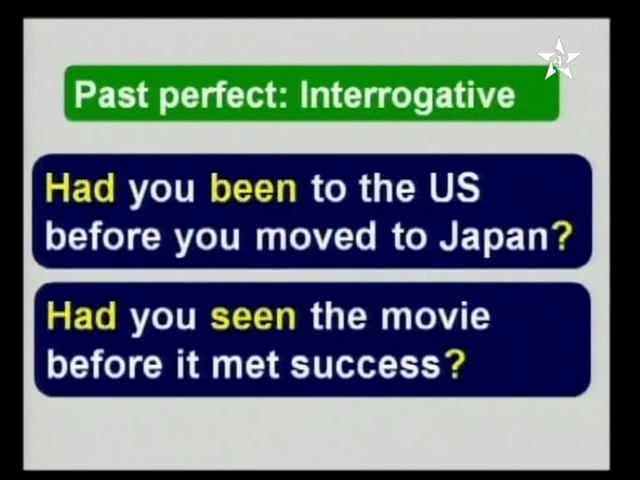 Past perfect: Interrogative
Had you been to the US
before you moved to Japan?
Had you seen the movie
before it met success?